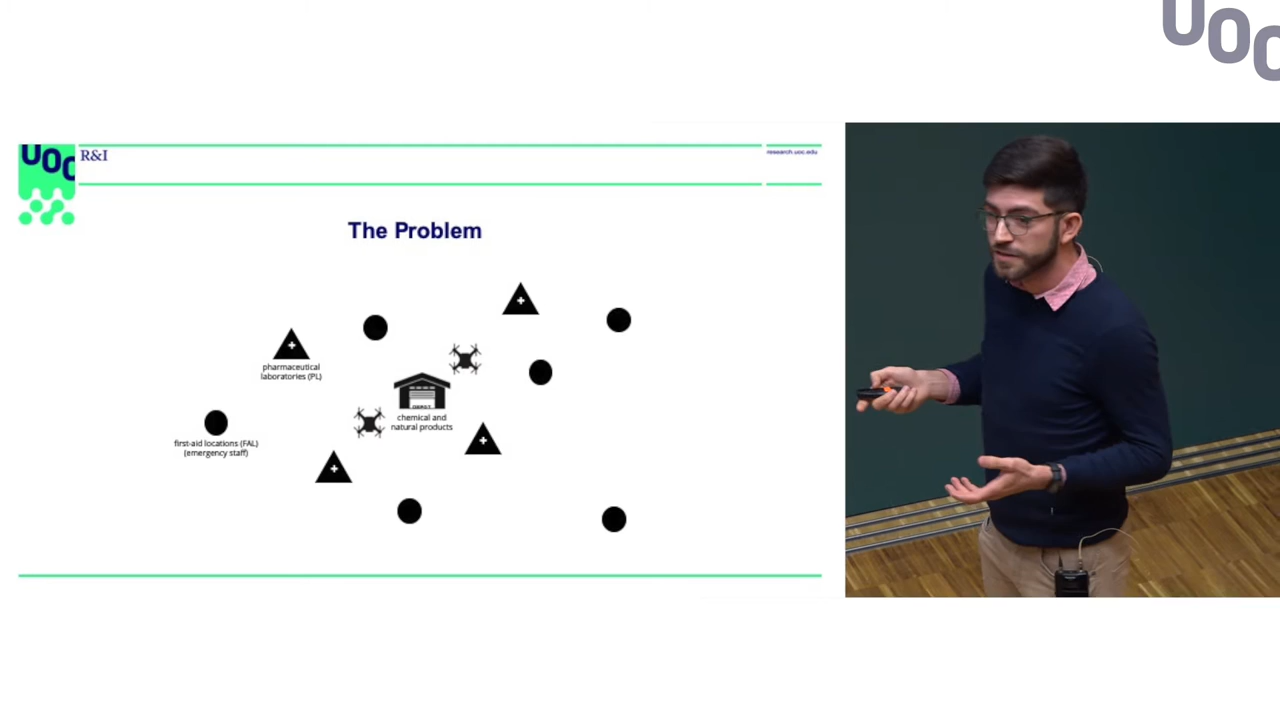 UOC
UOC
R&I
research.uoc.edu
The Problem
pharmaceutical
laboratories (PL)
DEPOT
chemical and
natural products
first-aid locations (FAL)
(emergency staff)